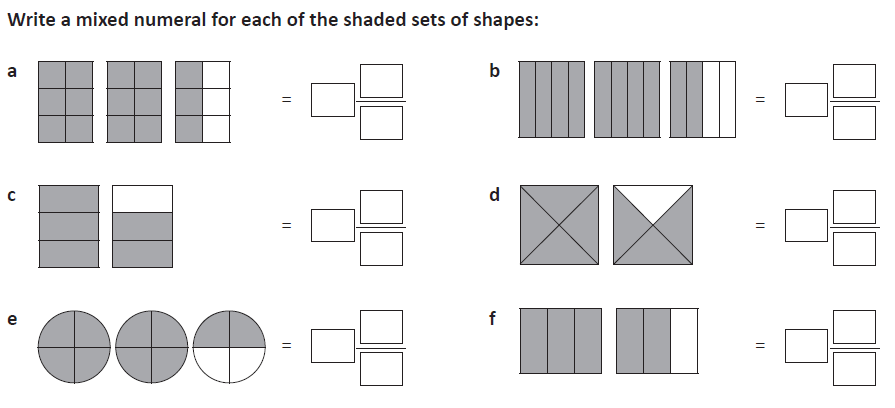 Write a mixed numeral for each of the shaded sets of shapes:
a = b =
c = d =
e = f =